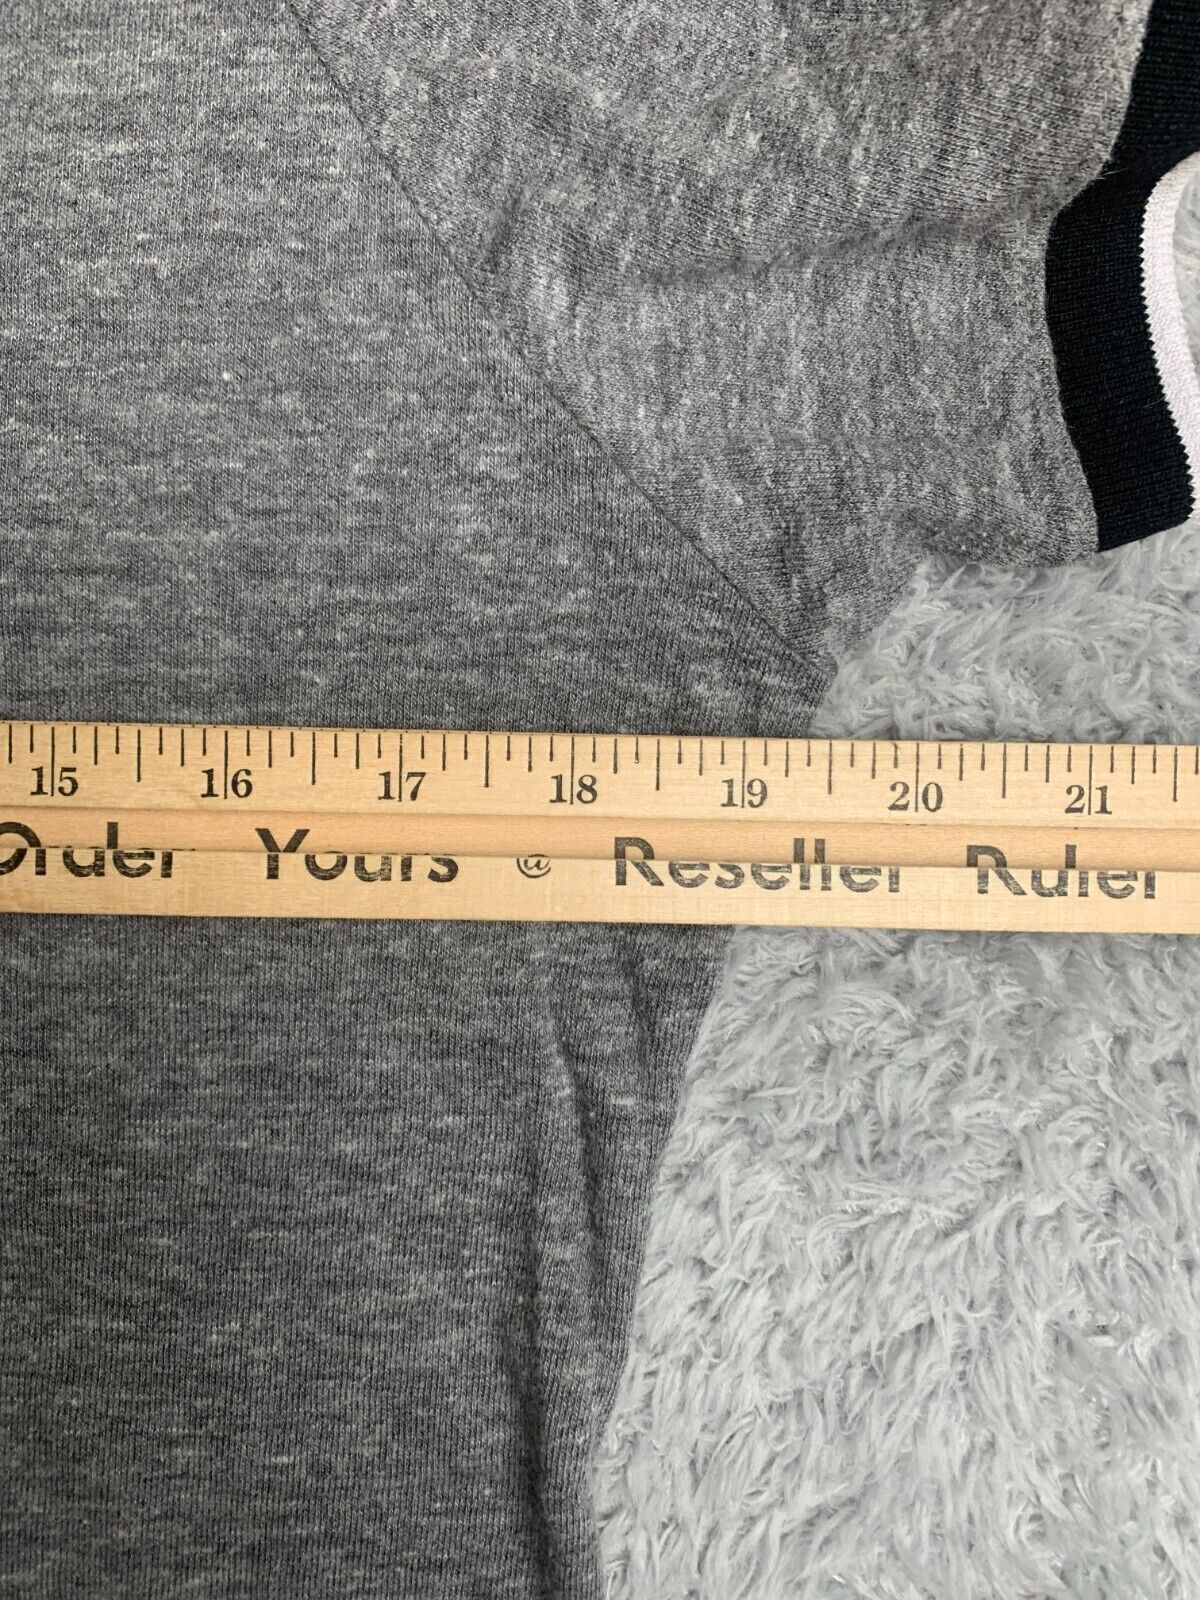 15 16 17 18 19 20 21
Order Yours @ Reseller Ruler